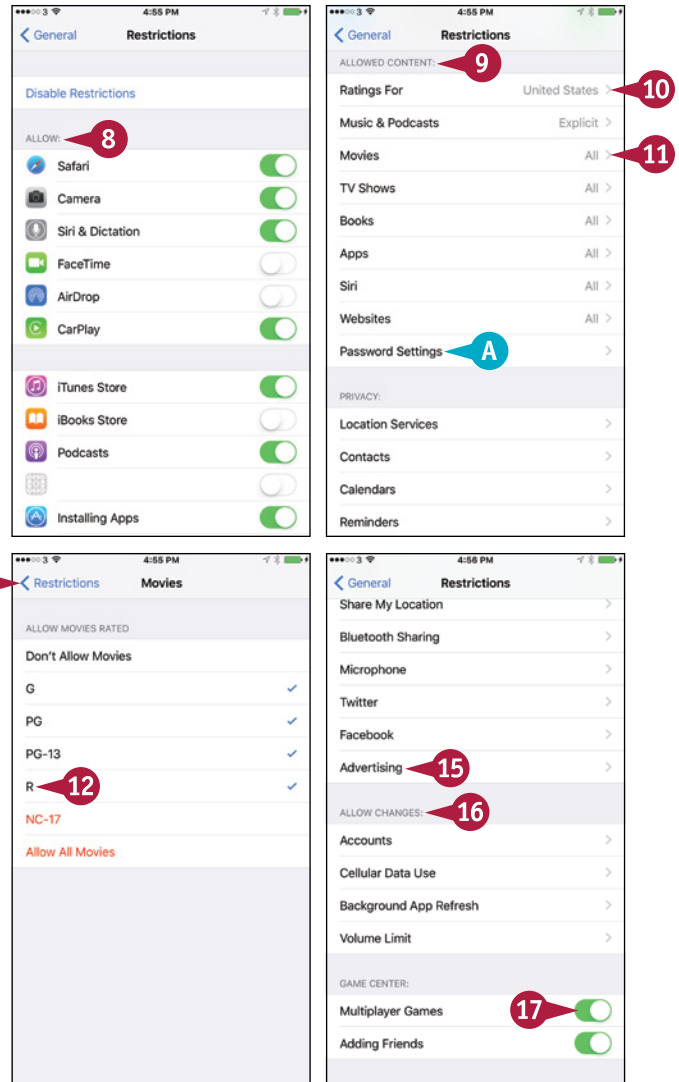 3 4:55 PM
General Restrictions
Disable Restrictions
ALLOW: 8
Safari
Camera
Siri & Dictation
FaceTime
AirDrop
CarPlay
iTunes Store
iBooks Store
Podcasts
Installing Apps
3 4:55 PM
General Restrictions
ALLOWED CONTENT: 9
Ratings For United States 10
Music & Podcasts Explicit
Movies All 11
TV Shows All
Books All
Apps All
Siri All
Websites All
Password Settings A
PRIVACY:
Location Services
Contacts
Calendars
Reminders
3 4:55 PM
Restrictions Movies
ALLOW MOVIES RATED
Don't Allow Movies
G
PG
PG-13
R 12
NC-17
Allow All Movies
3 4:56 PM
General Restrictions
Share My Location
Bluetooth Sharing
Microphone
Twitter
Facebook
Advertising 15
ALLOW CHANGES: 16
Accounts
Cellular Data Use
Background App Refresh
Volume Limit
GAME CENTER:
Multiplayer Games 17
Adding Friends